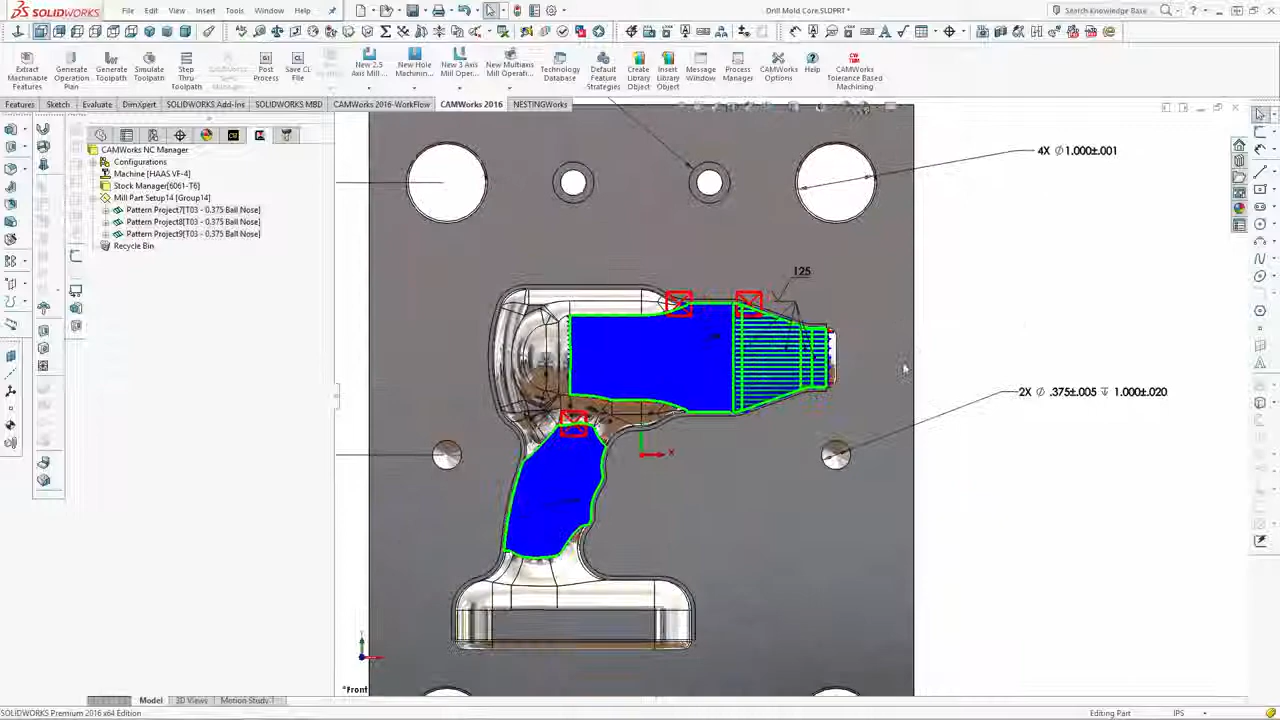 SOLIDWORKS
File Edit View Insert Tools Window Help
Drill Mold Core.SLDPRT *
Search Knowledge Base
Extract Machinable Features
Generate Operation Plan
Generate Toolpath
Simulate Toolpath
Step Thru Toolpath
Post Process
Save CL File
New 2.5 Axis Mill...
New Hole Machinin...
New 3 Axis Mill Oper...
New Multiaxis Mill Operati...
Technology Database
Default Feature Strategies
Create Library Object
Insert Library Object
Message Window
Process Manager
CAMWorks Options
Help
CAMWorks Tolerance Based Machining
Features Sketch Evaluate DimXpert SOLIDWORKS Add-Ins SOLIDWORKS MBD CAMWorks 2016-WorkFlow CAMWorks 2016 NESTINGWorks
CAMWorks NC Manager
Configurations
Machine [HAAS VF-4]
Stock Manager[6061-T6]
Mill Part Setup14 [Group14]
Pattern Project7[T03 - 0.375 Ball Nose]
Pattern Project8[T03 - 0.375 Ball Nose]
Pattern Project9[T03 - 0.375 Ball Nose]
Recycle Bin
4X ∅1.000±.001
125
2X ∅ .375±.005 ↧ 1.000±.020
X
*Front
Model 3D Views Motion Study 1
SOLIDWORKS Premium 2016 x64 Edition
Editing Part IPS